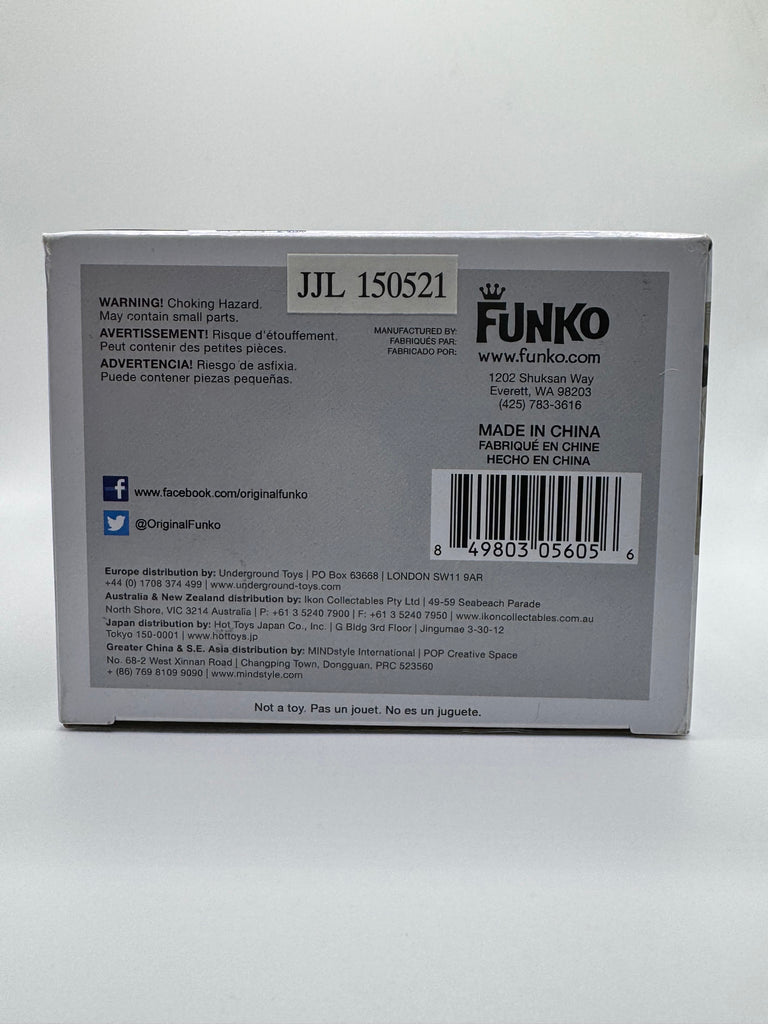 JJL 150521
WARNING! Choking Hazard.
May contain small parts.
AVERTISSEMENT! Risque d'étouffement.
Peut contenir des petites pièces.
ADVERTENCIA! Riesgo de asfixia.
Puede contener piezas pequeñas.
MANUFACTURED BY:
FABRIQUÉS PAR:
FABRICADO POR:
FUNKO
www.funko.com
1202 Shuksan Way
Everett, WA 98203
(425) 783-3616
MADE IN CHINA
FABRIQUÉ EN CHINE
HECHO EN CHINA
f www.facebook.com/originalfunko
@OriginalFunko
8 49803 05605 6
Europe distribution by: Underground Toys | PO Box 63668 | LONDON SW11 9AR
+44 (0) 1708 374 499 | www.underground-toys.com
Australia & New Zealand distribution by: Ikon Collectables Pty Ltd | 49-59 Seabeach Parade
North Shore, VIC 3214 Australia | P: +61 3 5240 7900 | F: +61 3 5240 7950 | www.ikoncollectables.com.au
Japan distribution by: Hot Toys Japan Co., Inc. | G Bldg 3rd Floor | Jingumae 3-30-12
Tokyo 150-0001 | www.hottoys.jp
Greater China & S.E. Asia distribution by: MINDstyle International | POP Creative Space
No. 68-2 West Xinnan Road | Changping Town, Dongguan, PRC 523560
+ (86) 769 8109 9090 | www.mindstyle.com
Not a toy. Pas un jouet. No es un juguete.